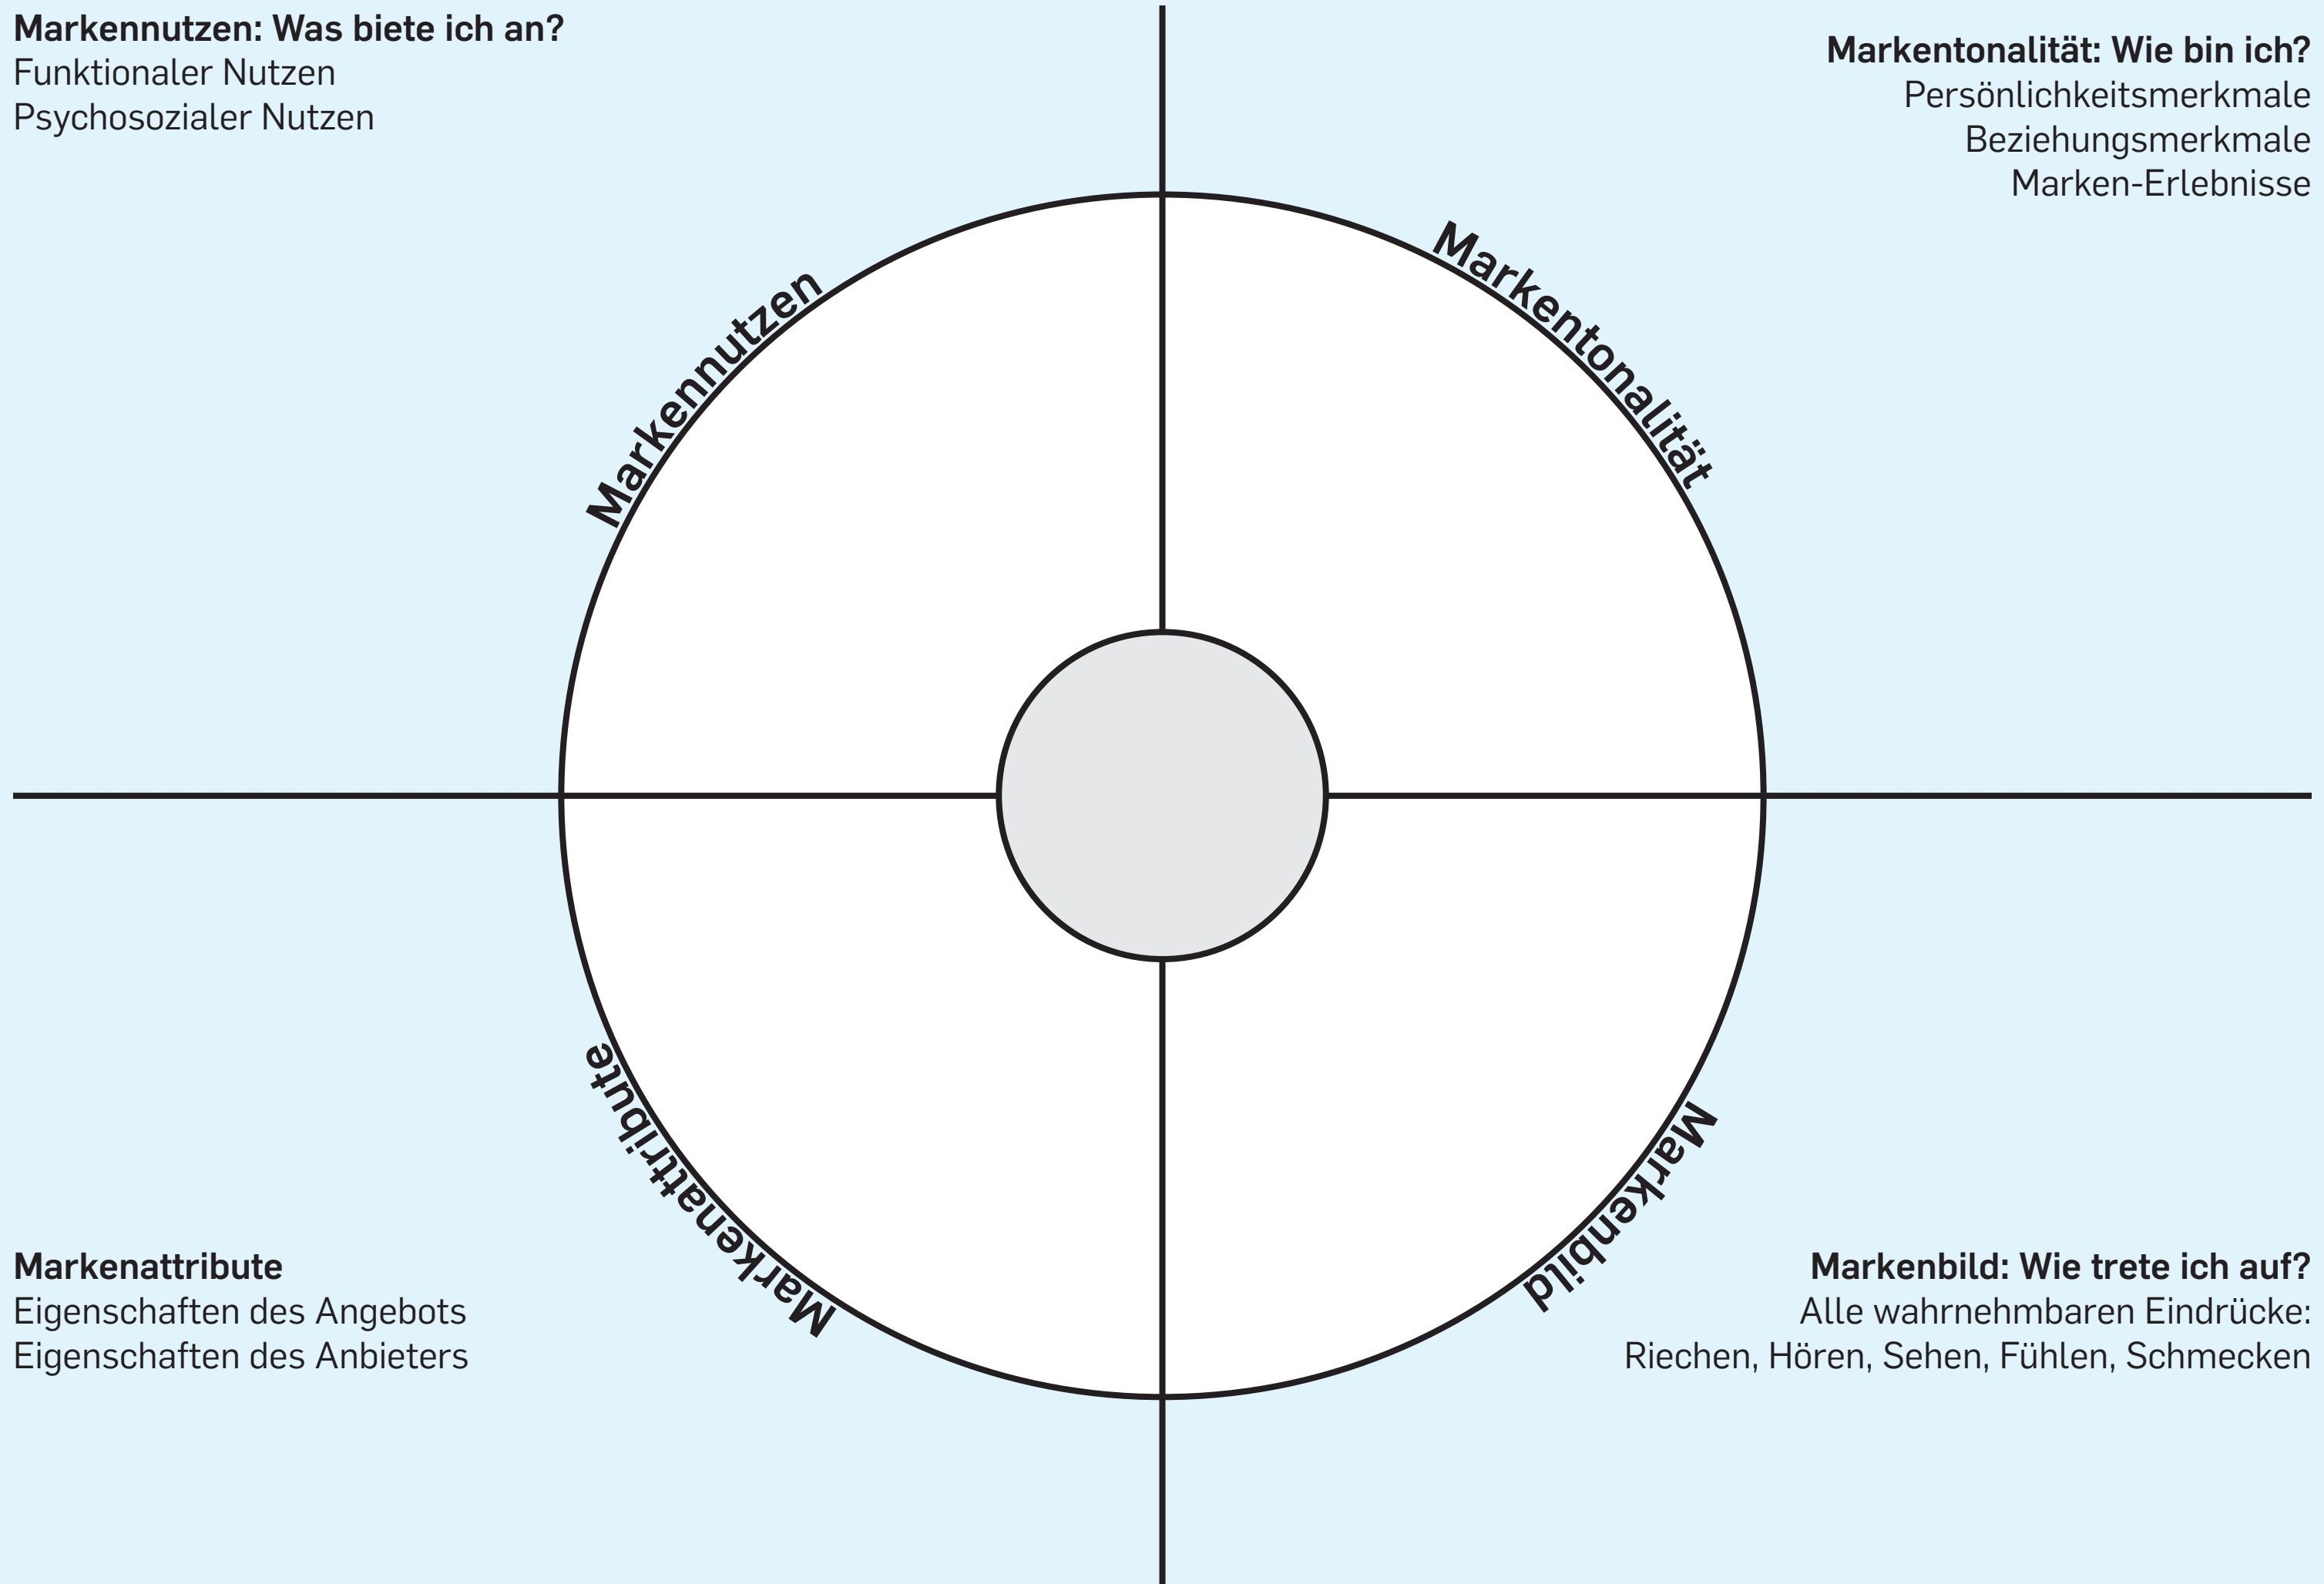 Markennutzen: Was biete ich an?
Funktionaler Nutzen
Psychosozialer Nutzen
Markentonalität: Wie bin ich?
Persönlichkeitsmerkmale
Beziehungsmerkmale
Marken-Erlebnisse
Markennutzen
Markentonalität
Markenattribute
Markenbild
Markenattribute
Eigenschaften des Angebots
Eigenschaften des Anbieters
Markenbild: Wie trete ich auf?
Alle wahrnehmbaren Eindrücke:
Riechen, Hören, Sehen, Fühlen, Schmecken